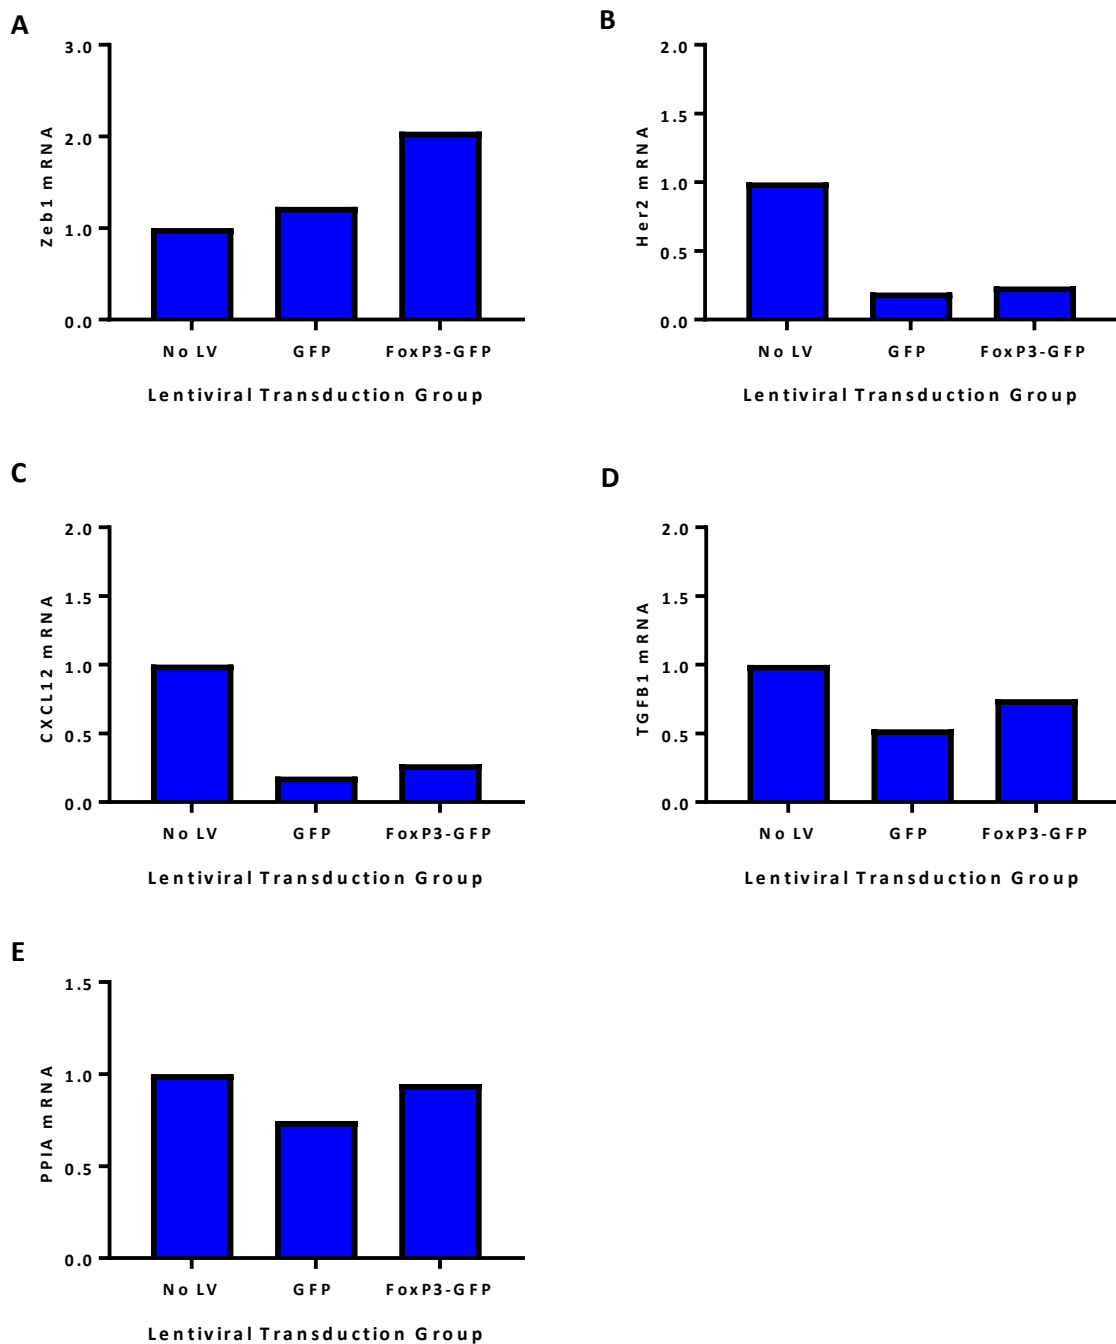 A
Zeb1 mRNA
3.0
2.0
1.0
0.0
No LV GFP FoxP3-GFP
Lentiviral Transduction Group
B
Her2 mRNA
2.0
1.5
1.0
0.5
0.0
No LV GFP FoxP3-GFP
Lentiviral Transduction Group
C
CXCL12 mRNA
2.0
1.5
1.0
0.5
0.0
No LV GFP FoxP3-GFP
Lentiviral Transduction Group
D
TGFB1 mRNA
2.0
1.5
1.0
0.5
0.0
No LV GFP FoxP3-GFP
Lentiviral Transduction Group
E
PPIA mRNA
1.5
1.0
0.5
0.0
No LV GFP FoxP3-GFP
Lentiviral Transduction Group